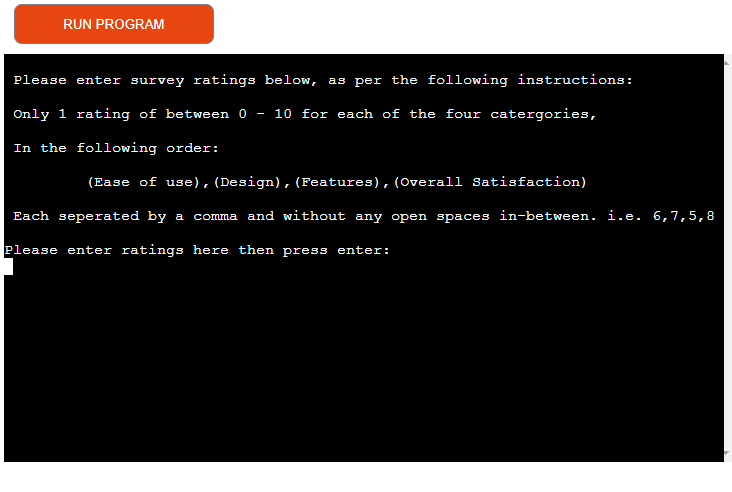 RUN PROGRAM
Please enter survey ratings below, as per the following instructions:
Only 1 rating of between 0 - 10 for each of the four catergories,
In the following order:
(Ease of use),(Design),(Features),(Overall Satisfaction)
Each seperated by a comma and without any open spaces in-between. i.e. 6,7,5,8
Please enter ratings here then press enter: